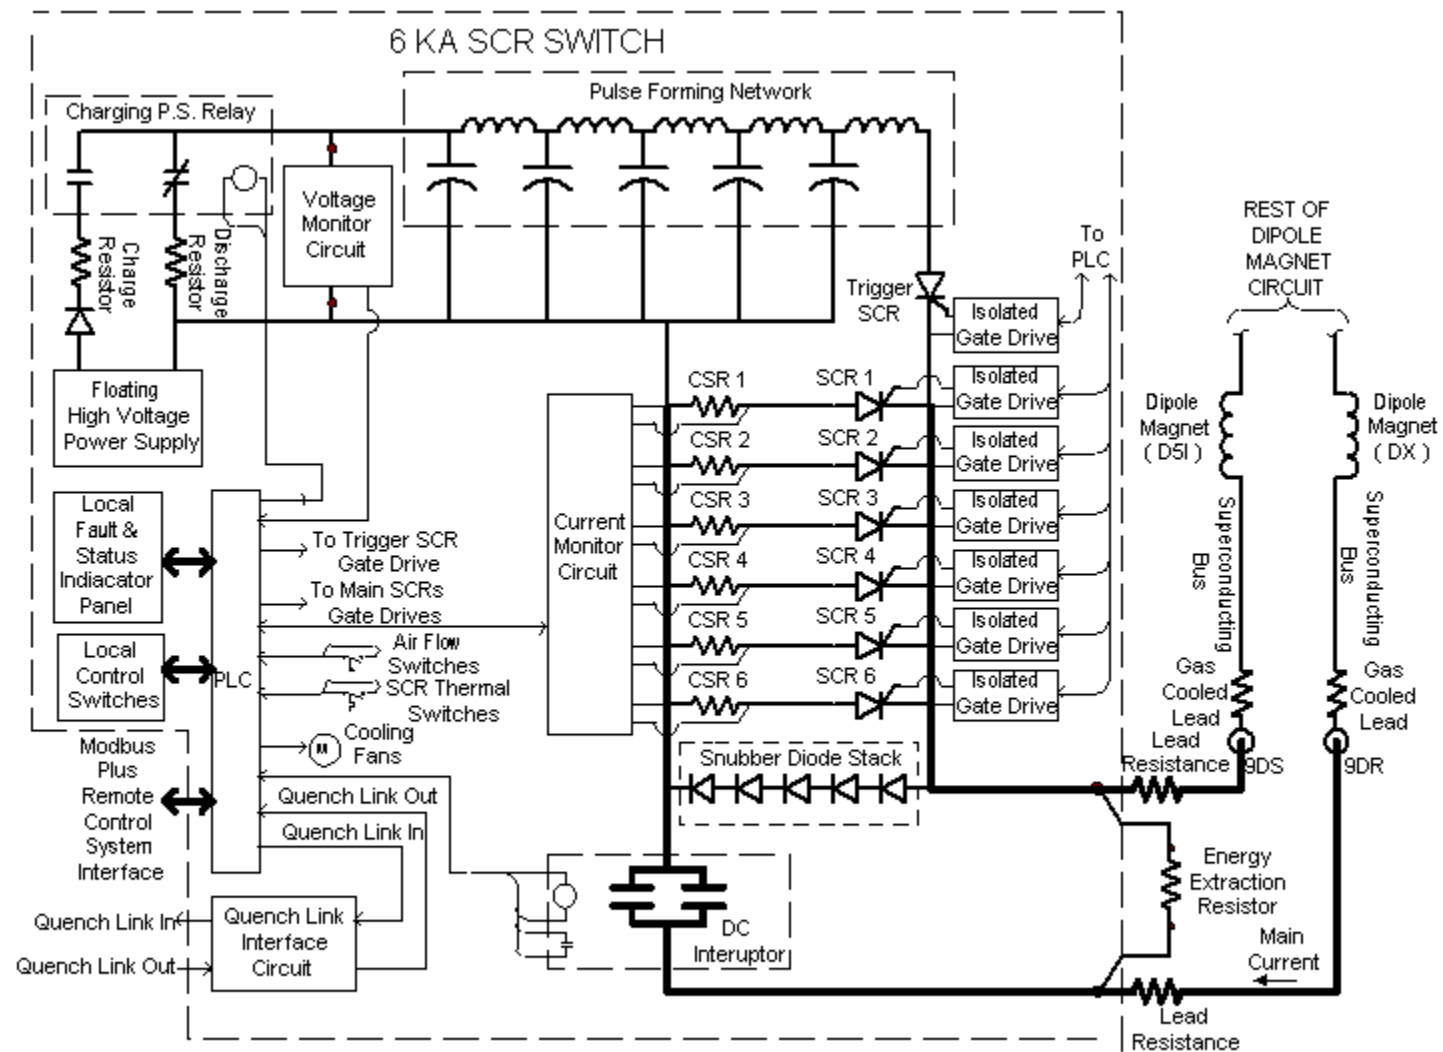 6 KA SCR SWITCH
Pulse Forming Network
Charging P.S. Relay
Voltage
Monitor
Circuit
Charge
Resistor
Discharge
Resistor
Trigger
SCR
To
PLC
REST OF
DIPOLE
MAGNET
CIRCUIT
Isolated
Gate Drive
Floating
High Voltage
Power Supply
CSR 1
SCR 1
Isolated
Gate Drive
CSR 2
SCR 2
Isolated
Gate Drive
CSR 3
SCR 3
Isolated
Gate Drive
CSR 4
SCR 4
Isolated
Gate Drive
CSR 5
SCR 5
Isolated
Gate Drive
CSR 6
SCR 6
Isolated
Gate Drive
Dipole
Magnet
( D5I )
Dipole
Magnet
( DX )
Superconducting
Bus
Superconducting
Bus
Current
Monitor
Circuit
Local
Fault &
Status
Indiacator
Panel
Local
Control
Switches
PLC
To Trigger SCR
Gate Drive
To Main SCRs
Gate Drives
Air Flow
Switches
SCR Thermal
Switches
M
Cooling
Fans
Gas
Cooled
Lead
Gas
Cooled
Lead
Lead
Resistance
9DS
9DR
Snubber Diode Stack
Modbus
Plus
Remote
Control
System
Interface
Quench Link Out
Quench Link In
Energy
Extraction
Resistor
DC
Interuptor
Quench Link In
Quench Link Out
Quench Link
Interface
Circuit
Main
Current
Lead
Resistance